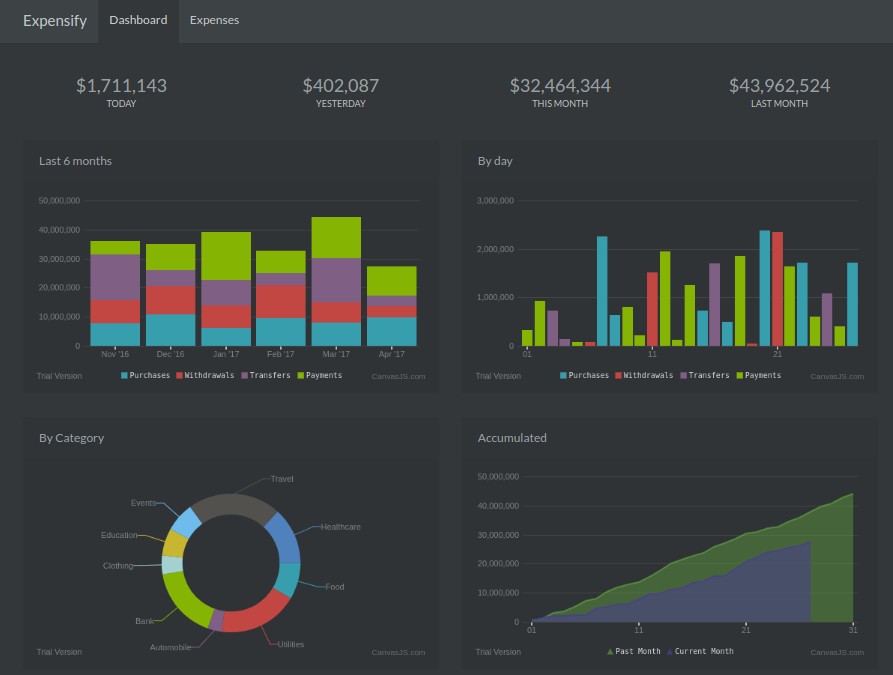 Expensify Dashboard Expenses
$1,711,143 $402,087 $32,464,344 $43,962,524
TODAY YESTERDAY THIS MONTH LAST MONTH
Last 6 months
50,000,000
40,000,000
30,000,000
20,000,000
10,000,000
0
Nov '16 Dec '16 Jan '17 Feb '17 Mar '17 Apr '17
Trial Version Purchases Withdrawals Transfers Payments CanvasJS.com
By day
3,000,000
2,000,000
1,000,000
0
01 11 21
Trial Version Purchases Withdrawals Transfers Payments CanvasJS.com
By Category
Travel
Events
Healthcare
Education
Clothing
Food
Bank
Utilities
Automobile
Trial Version CanvasJS.com
Accumulated
50,000,000
40,000,000
30,000,000
20,000,000
10,000,000
0
01 11 21 31
Trial Version Past Month Current Month CanvasJS.com